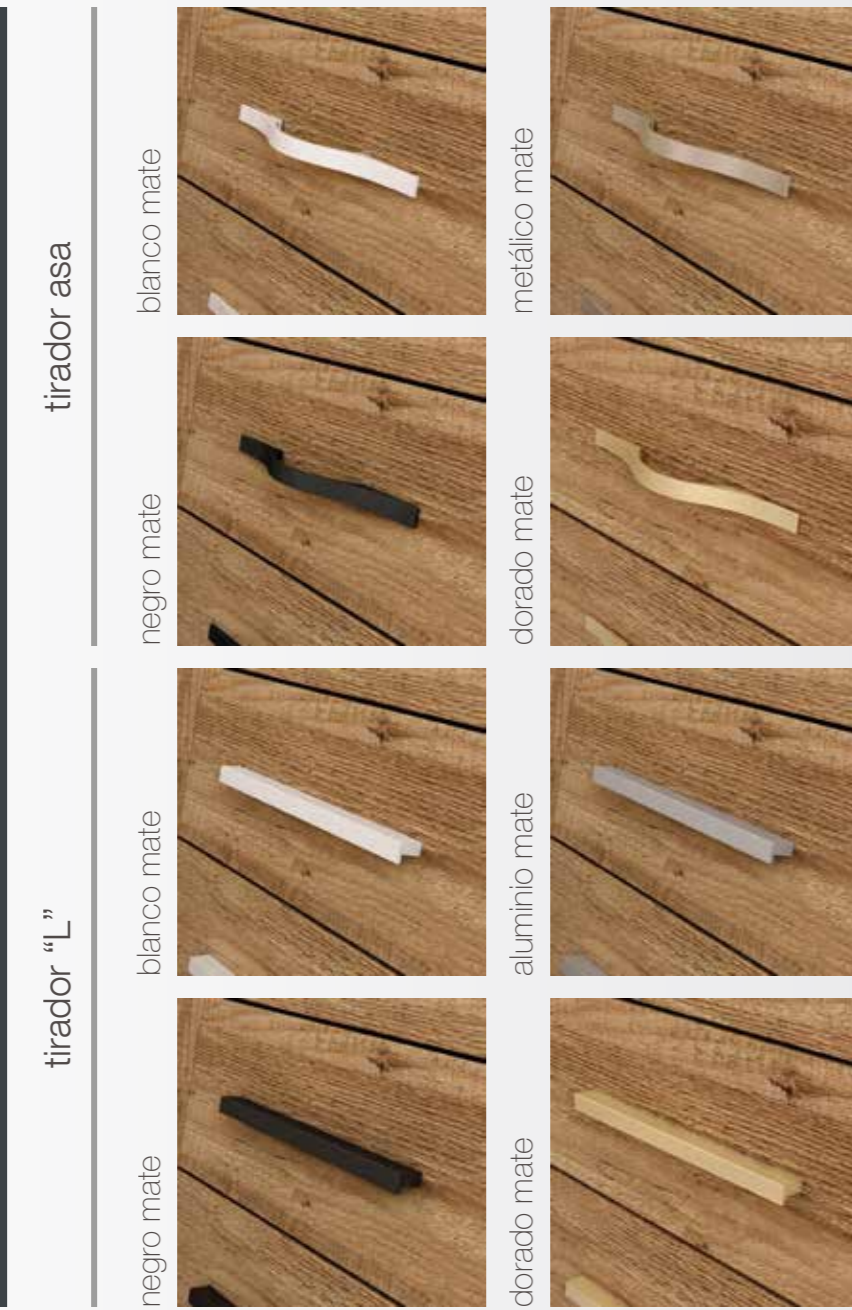 tirador “L”
negro mate
blanco mate
dorado mate
aluminio mate
tirador asa
negro mate
blanco mate
dorado mate
metálico mate